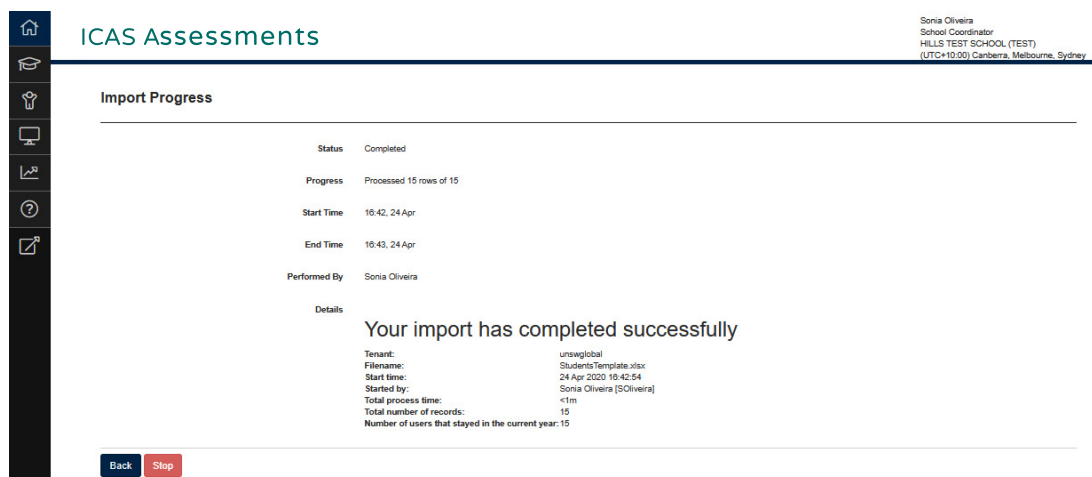 ICAS Assessments
Sonia Oliveira
School Coordinator
HILLS TEST SCHOOL (TEST)
(UTC+10:00) Canberra, Melbourne, Sydney
Import Progress
Status Completed
Progress Processed 15 rows of 15
Start Time 16:42, 24 Apr
End Time 16:43, 24 Apr
Performed By Sonia Oliveira
Details
Your import has completed successfully
Tenant: unswglobal
Filename: StudentsTemplate.xlsx
Start time: 24 Apr 2020 16:42:54
Started by: Sonia Oliveira [SOliveira]
Total process time: <1m
Total number of records: 15
Number of users that stayed in the current year: 15
Back Stop